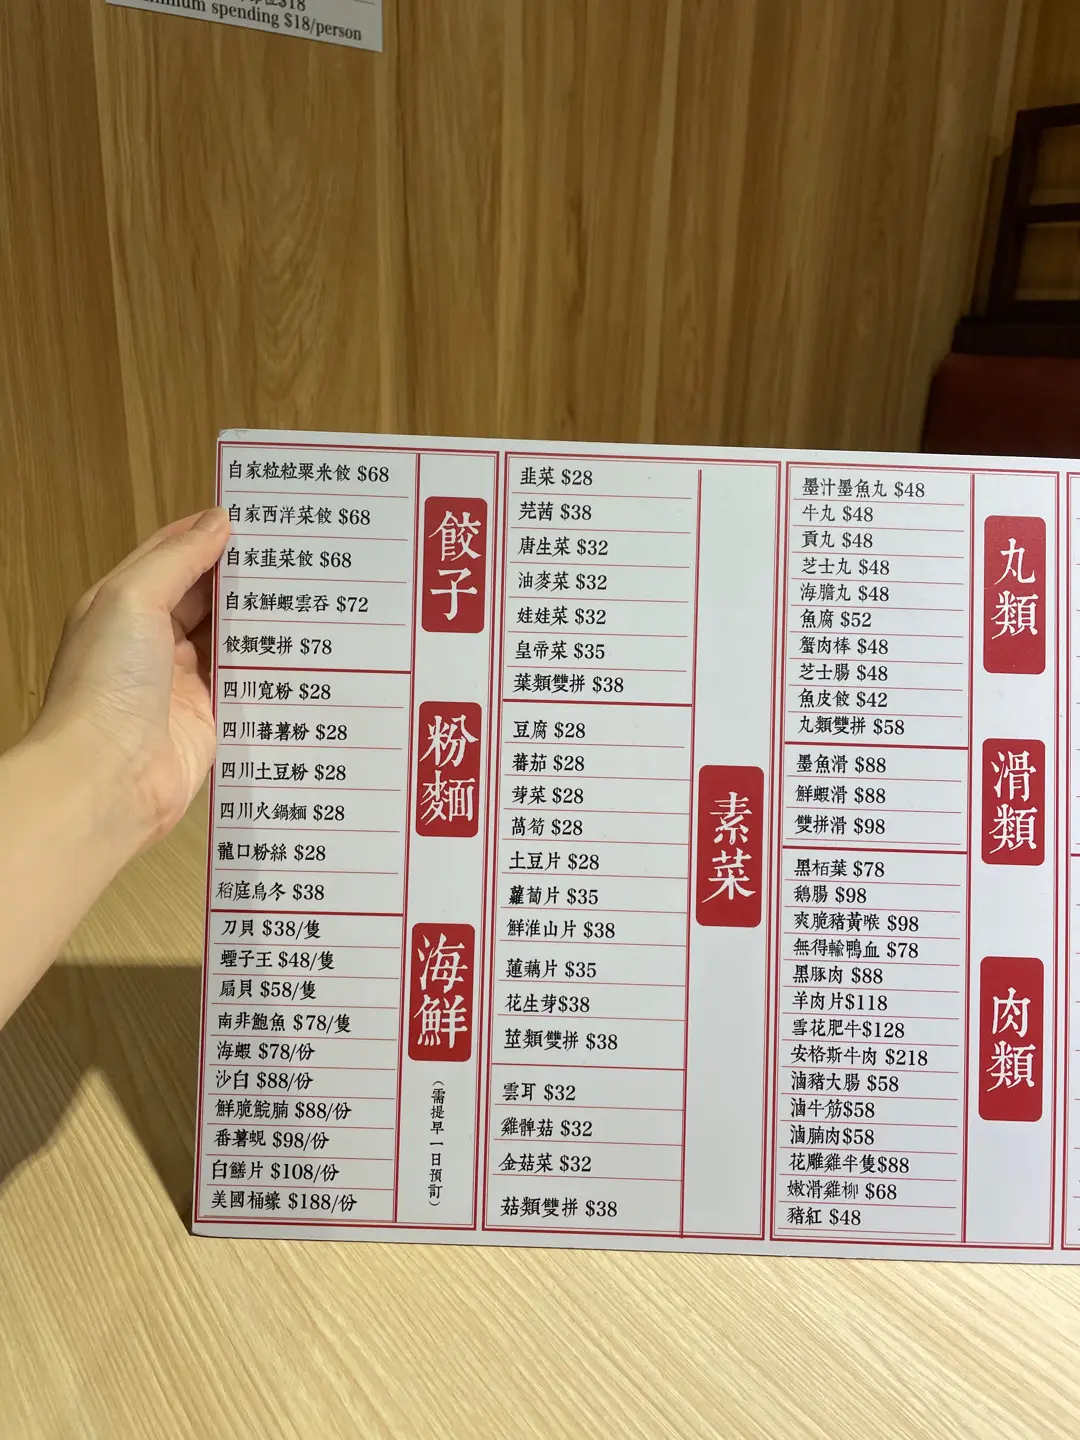 $18
mum spending $18/person
自家粒粒粟米餃 $68
自家西洋菜餃 $68
自家韮菜餃 $68
自家鮮蝦雲吞 $72
餃類雙拼 $78
餃子
四川寬粉 $28
四川蕃薯粉 $28
四川土豆粉 $28
四川火鍋麵 $28
龍口粉絲 $28
稻庭烏冬 $38
粉麵
刀貝 $38/隻
蟶子王 $48/隻
扇貝 $58/隻
南非鮑魚 $78/隻
海蝦 $78/份
沙白 $88/份
鮮脆鯇腩 $88/份
番薯蜆 $98/份
白鱔片 $108/份
美國桶蠔 $188/份
海鮮
（需提早一日預訂）
韭菜 $28
芫茜 $38
唐生菜 $32
油麥菜 $32
娃娃菜 $32
皇帝菜 $35
葉類雙拼 $38
豆腐 $28
蕃茄 $28
芽菜 $28
萵筍 $28
土豆片 $28
蘿蔔片 $35
鮮淮山片 $38
蓮藕片 $35
花生芽$38
莖類雙拼 $38
雲耳 $32
雞髀菇 $32
金菇菜 $32
菇類雙拼 $38
素菜
墨汁墨魚丸 $48
牛丸 $48
貢丸 $48
芝士丸 $48
海膽丸 $48
魚腐 $52
蟹肉棒 $48
芝士腸 $48
魚皮餃 $42
丸類雙拼 $58
丸類
墨魚滑 $88
鮮蝦滑 $88
雙拼滑 $98
滑類
黑栢葉 $78
鵝腸 $98
爽脆豬黃喉 $98
無得輸鴨血 $78
黑豚肉 $88
羊肉片$118
雪花肥牛$128
安格斯牛肉 $218
滷豬大腸 $58
滷牛筋$58
滷腩肉$58
花雕雞半隻$88
嫩滑雞柳 $68
豬紅 $48
肉類